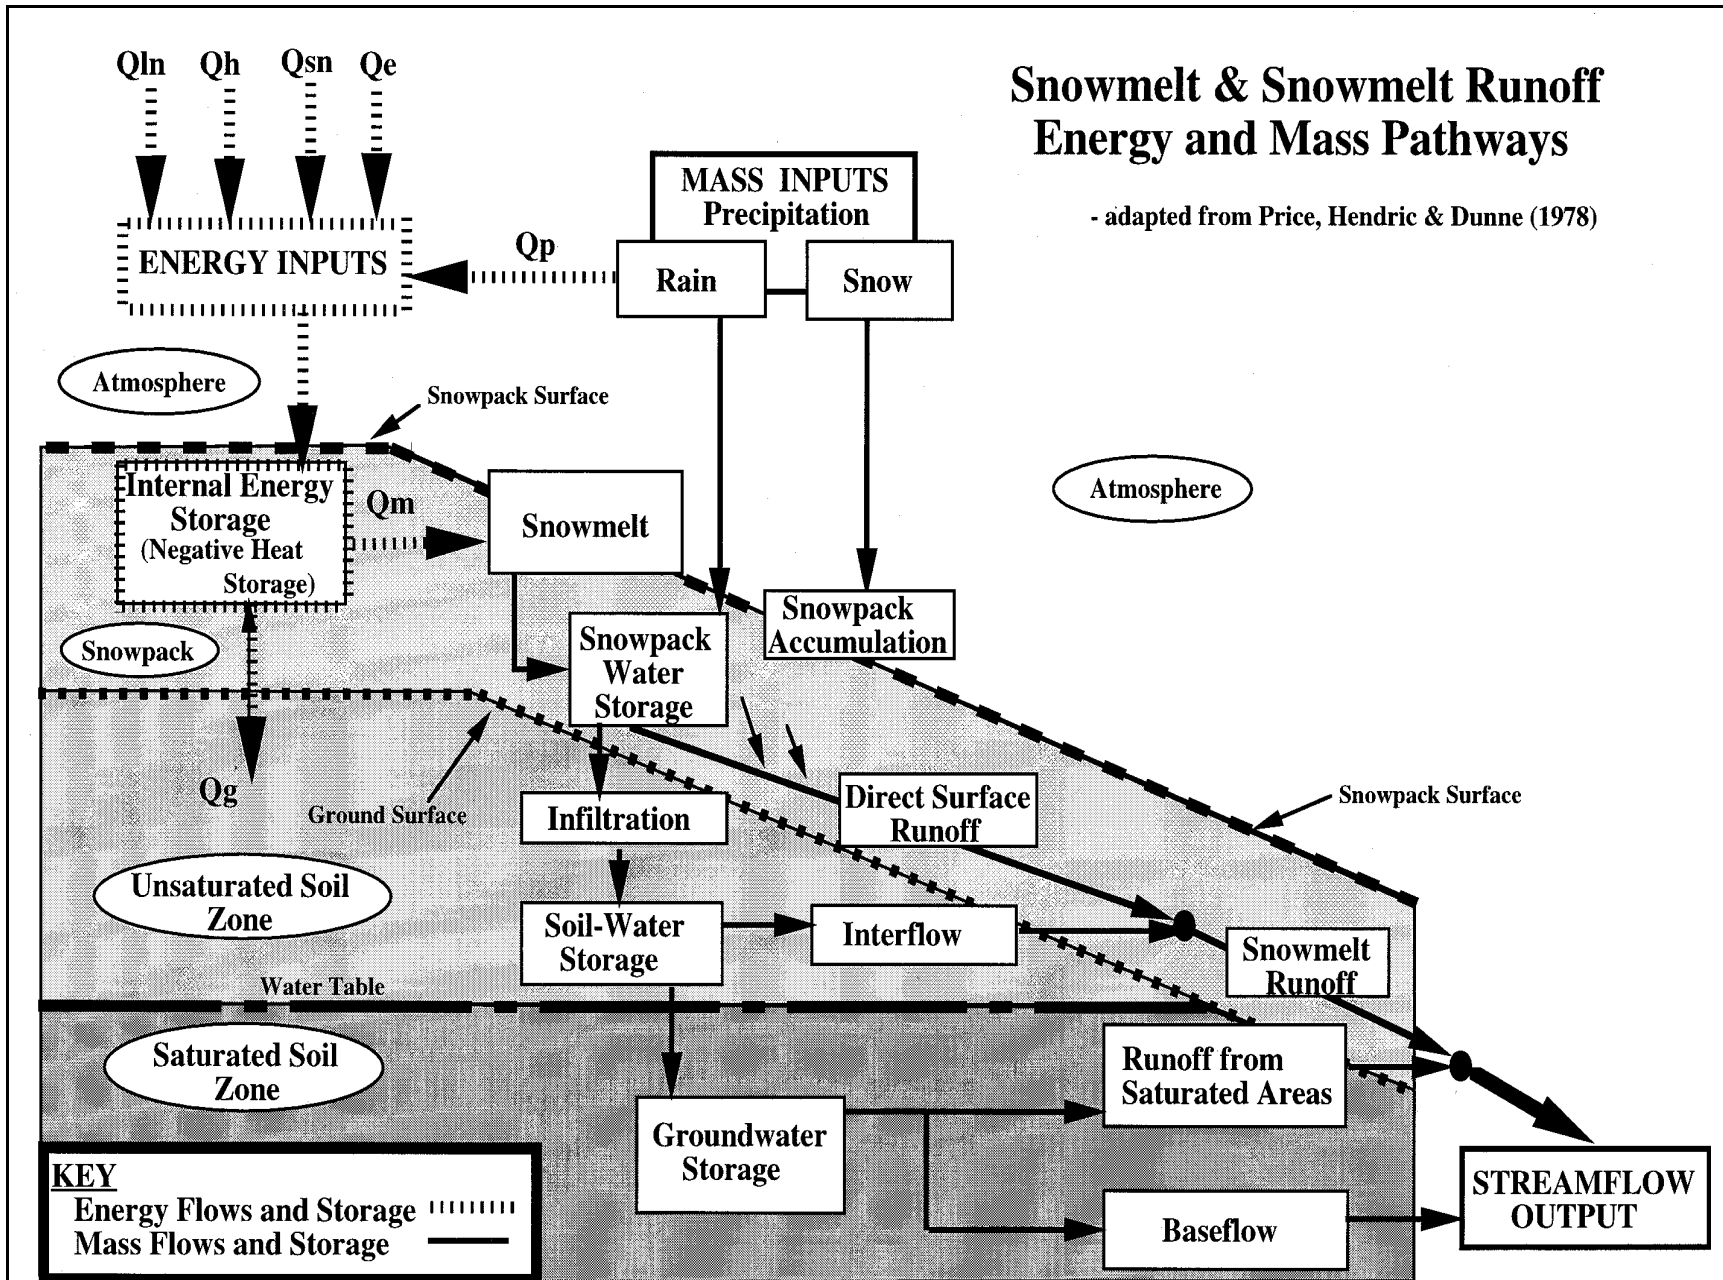 Qln Qh Qsn Qe
Snowmelt & Snowmelt Runoff
Energy and Mass Pathways
- adapted from Price, Hendric & Dunne (1978)
MASS INPUTS
Precipitation
Rain
Snow
Qp
ENERGY INPUTS
Atmosphere
Snowpack Surface
Internal Energy
Storage
(Negative Heat
Storage)
Qm
Snowmelt
Atmosphere
Snowpack
Snowpack
Water
Storage
Snowpack
Accumulation
Qg
Ground Surface
Infiltration
Direct Surface
Runoff
Snowpack Surface
Unsaturated Soil
Zone
Soil-Water
Storage
Interflow
Snowmelt
Runoff
Water Table
Saturated Soil
Zone
Runoff from
Saturated Areas
Groundwater
Storage
Baseflow
STREAMFLOW
OUTPUT
KEY
Energy Flows and Storage
Mass Flows and Storage